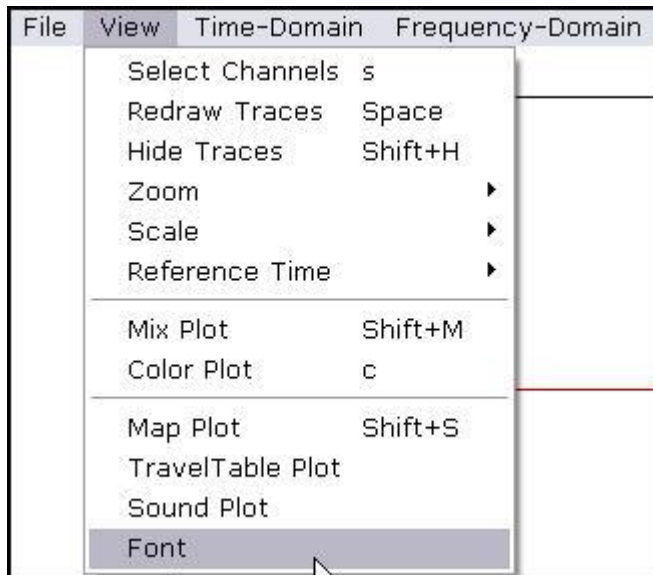 File View Time-Domain Frequency-Domain
Select Channels s
Redraw Traces Space
Hide Traces Shift+H
Zoom
Scale
Reference Time
Mix Plot Shift+M
Color Plot c
Map Plot Shift+S
TravelTable Plot
Sound Plot
Font